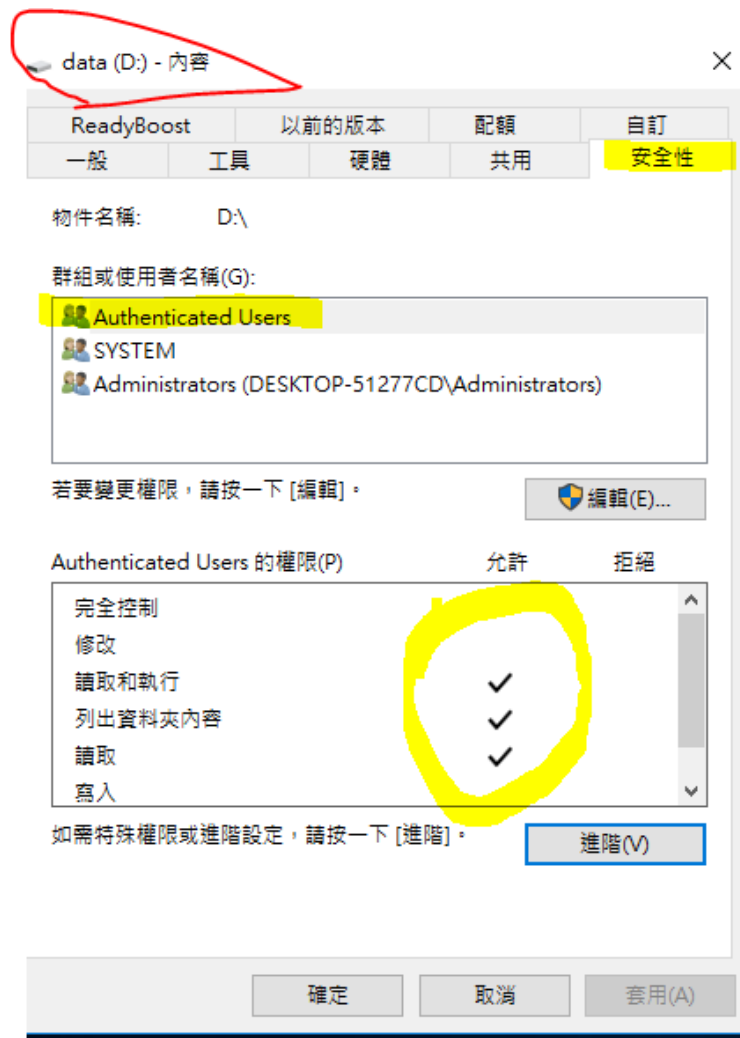 data (D:) - 內容
ReadyBoost 以前的版本 配額 自訂
一般 工具 硬體 共用 安全性
物件名稱: D:\
群組或使用者名稱(G):
Authenticated Users
SYSTEM
Administrators (DESKTOP-51277CD\Administrators)
若要變更權限，請按一下 [編輯]。
編輯(E)...
Authenticated Users 的權限(P) 允許 拒絕
完全控制
修改
讀取和執行
列出資料夾內容
讀取
寫入
如需特殊權限或進階設定，請按一下 [進階]。
進階(V)
確定 取消 套用(A)